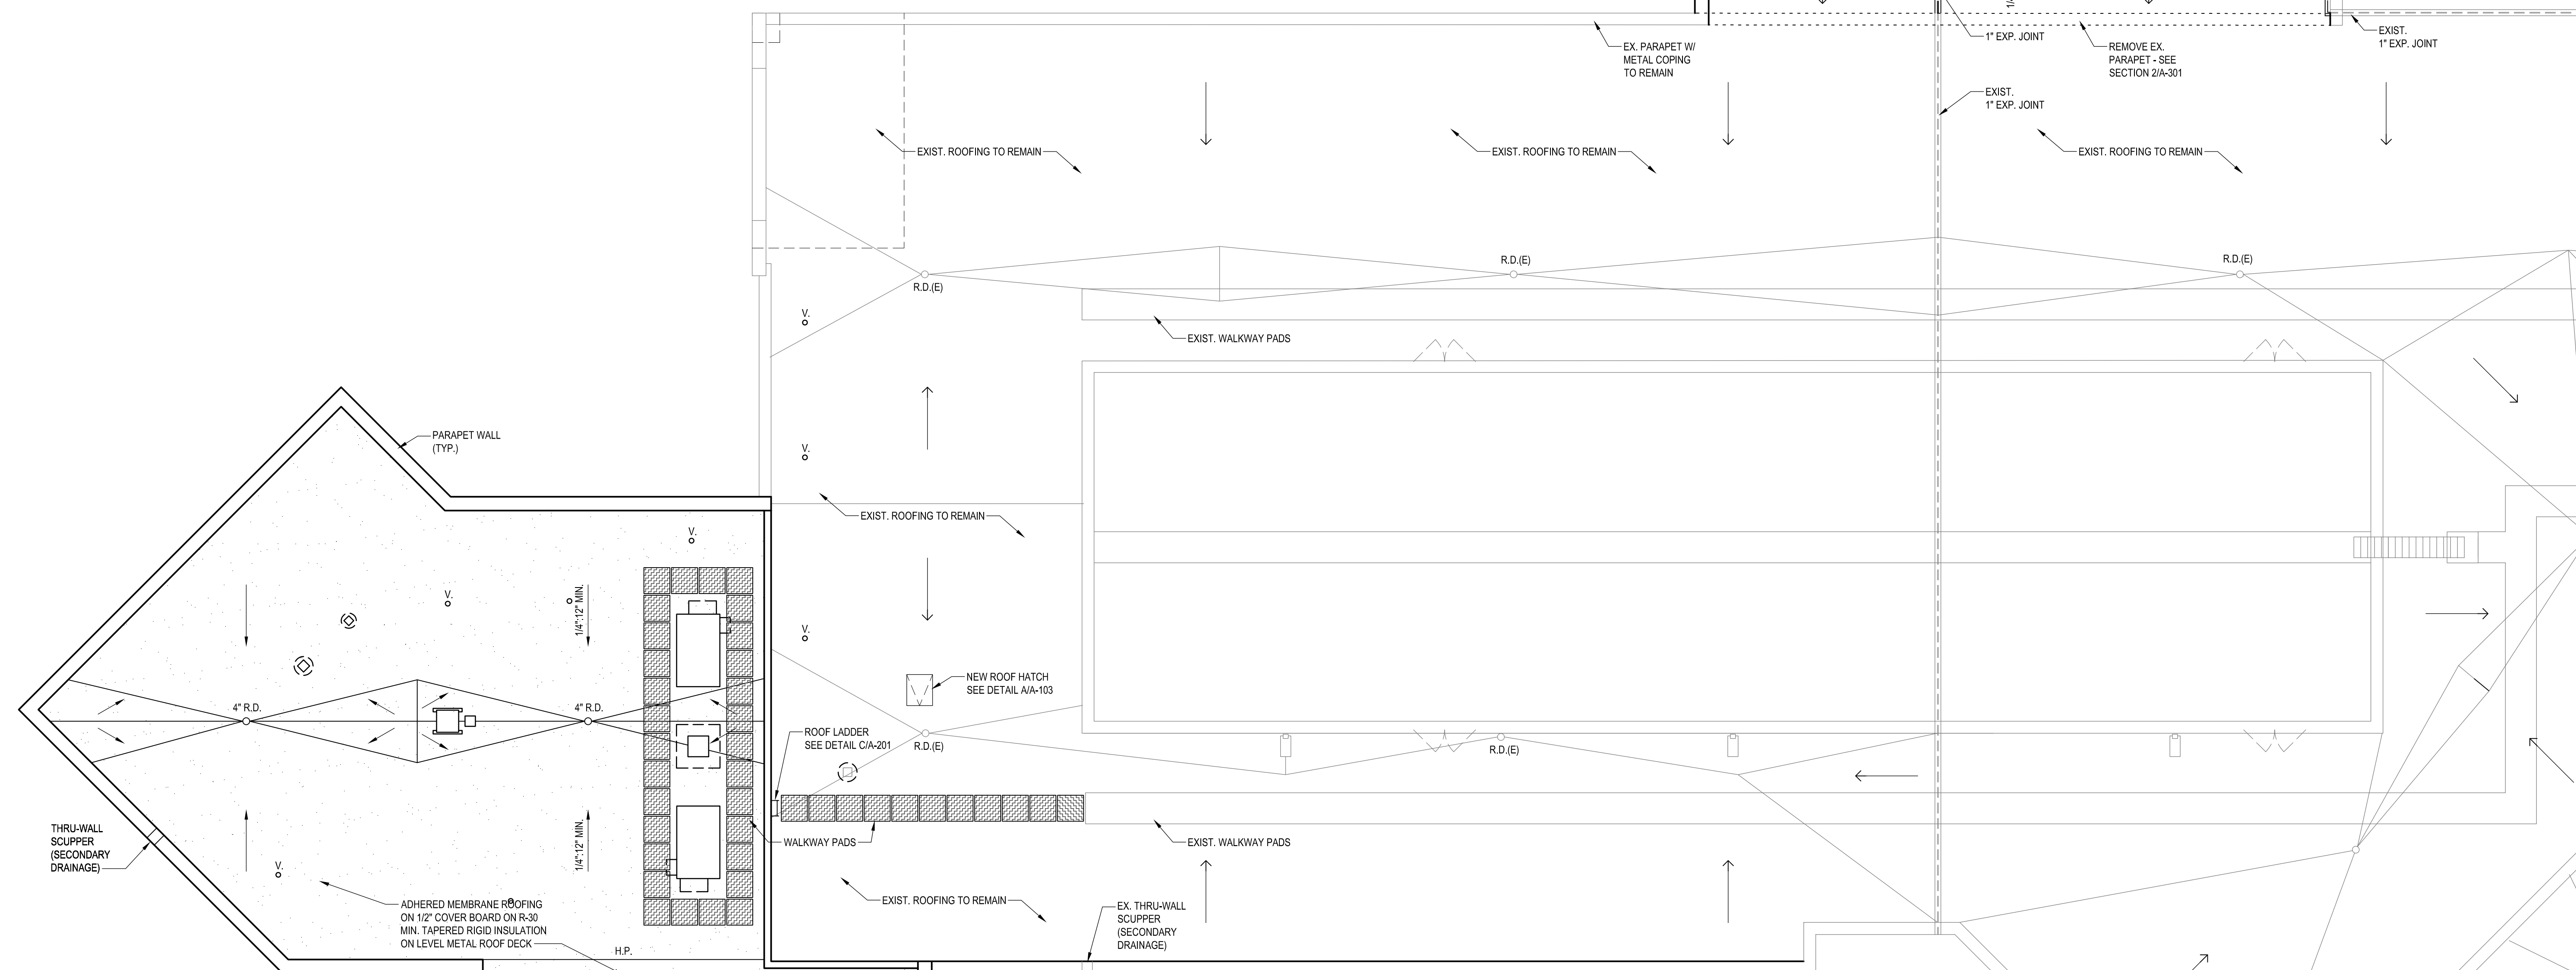 1/4
EX. PARAPET W/
METAL COPING
TO REMAIN
1" EXP. JOINT
REMOVE EX.
PARAPET - SEE
SECTION 2/A-301
EXIST.
1" EXP. JOINT
EXIST.
1" EXP. JOINT
EXIST. ROOFING TO REMAIN
EXIST. ROOFING TO REMAIN
EXIST. ROOFING TO REMAIN
R.D.(E)
R.D.(E)
R.D.(E)
V.
EXIST. WALKWAY PADS
PARAPET WALL
(TYP.)
V.
EXIST. ROOFING TO REMAIN
V.
V.
1/4":12" MIN.
V.
NEW ROOF HATCH
SEE DETAIL A/A-103
4" R.D.
4" R.D.
ROOF LADDER
SEE DETAIL C/A-201
R.D.(E)
R.D.(E)
THRU-WALL
SCUPPER
(SECONDARY
DRAINAGE)
1/4":12" MIN.
WALKWAY PADS
EXIST. WALKWAY PADS
V.
ADHERED MEMBRANE ROOFING
ON 1/2" COVER BOARD ON R-30
MIN. TAPERED RIGID INSULATION
ON LEVEL METAL ROOF DECK
EXIST. ROOFING TO REMAIN
EX. THRU-WALL
SCUPPER
(SECONDARY
DRAINAGE)
H.P.